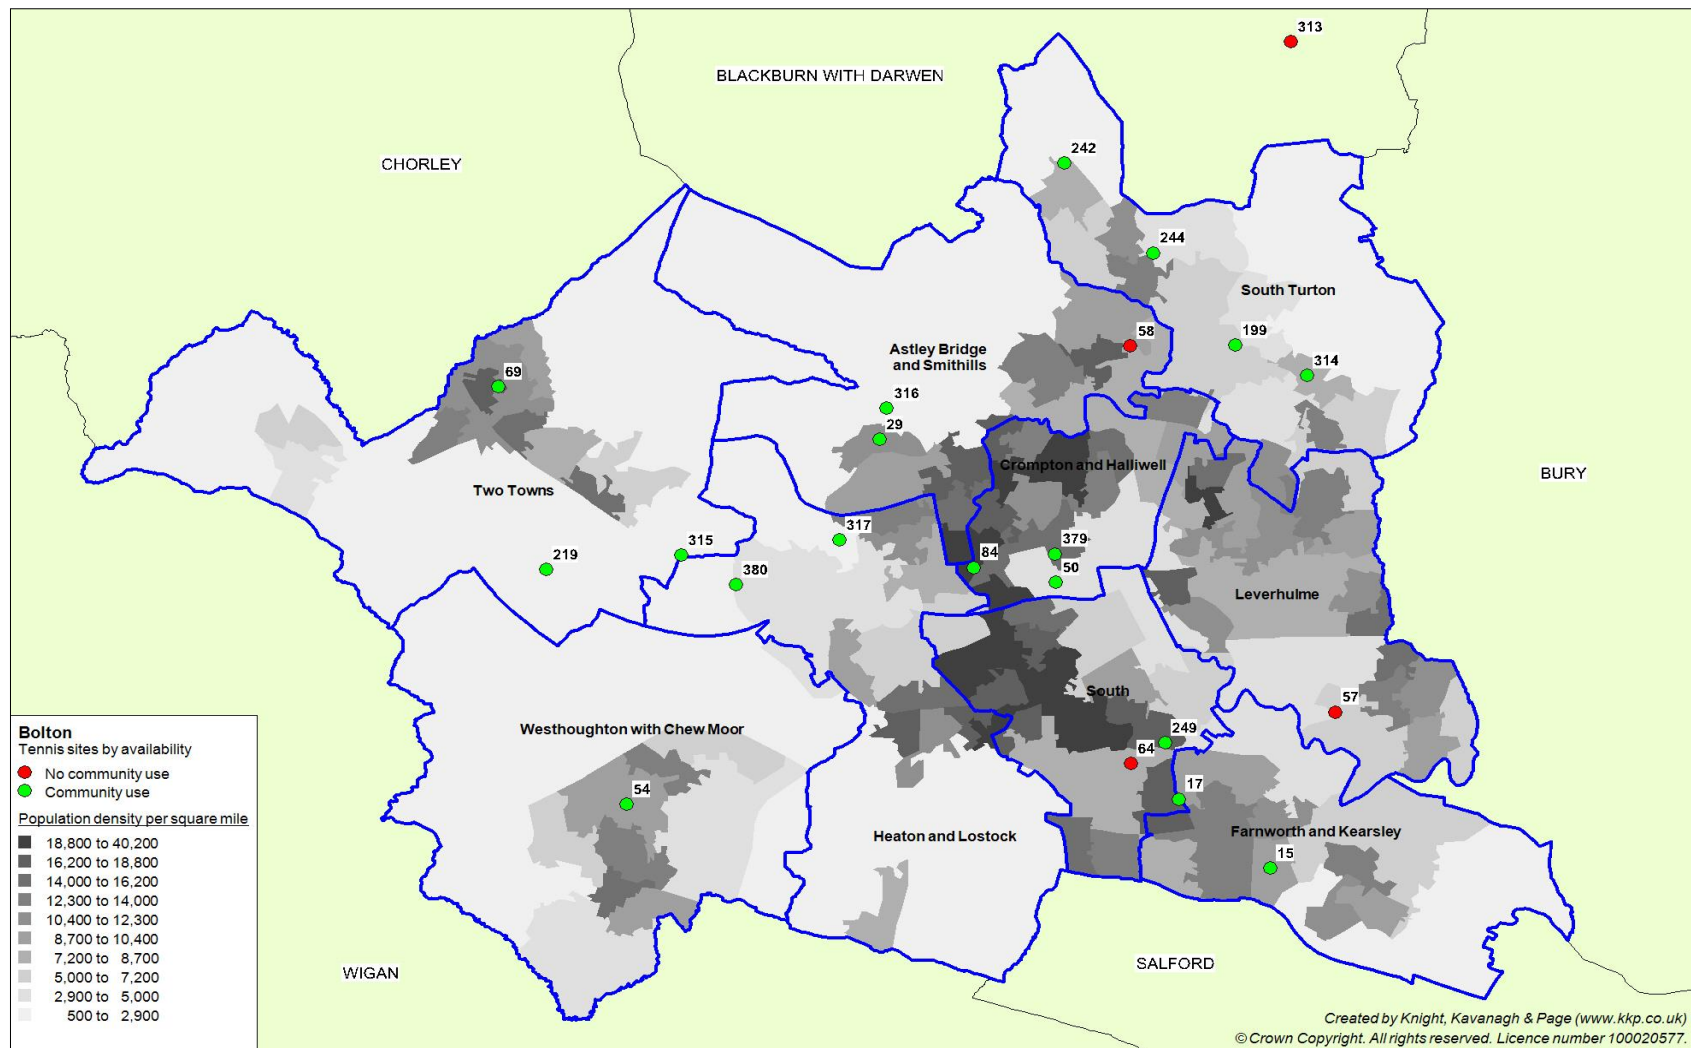 313
BLACKBURN WITH DARWEN
CHORLEY
242
244
South Turton
58
199
Astley Bridge
and Smithills
314
69
316
29
Crompton and Halliwell
BURY
Two Towns
317
379
315
84
219
50
380
Leverhulme
South
57
Westhoughton with Chew Moor
249
64
17
54
Heaton and Lostock
Farnworth and Kearsley
15
WIGAN
SALFORD
Bolton
Tennis sites by availability
No community use
Community use
Population density per square mile
18,800 to 40,200
16,200 to 18,800
14,000 to 16,200
12,300 to 14,000
10,400 to 12,300
8,700 to 10,400
7,200 to 8,700
5,000 to 7,200
2,900 to 5,000
500 to 2,900
Created by Knight, Kavanagh & Page (www.kkp.co.uk)
© Crown Copyright. All rights reserved. Licence number 100020577.